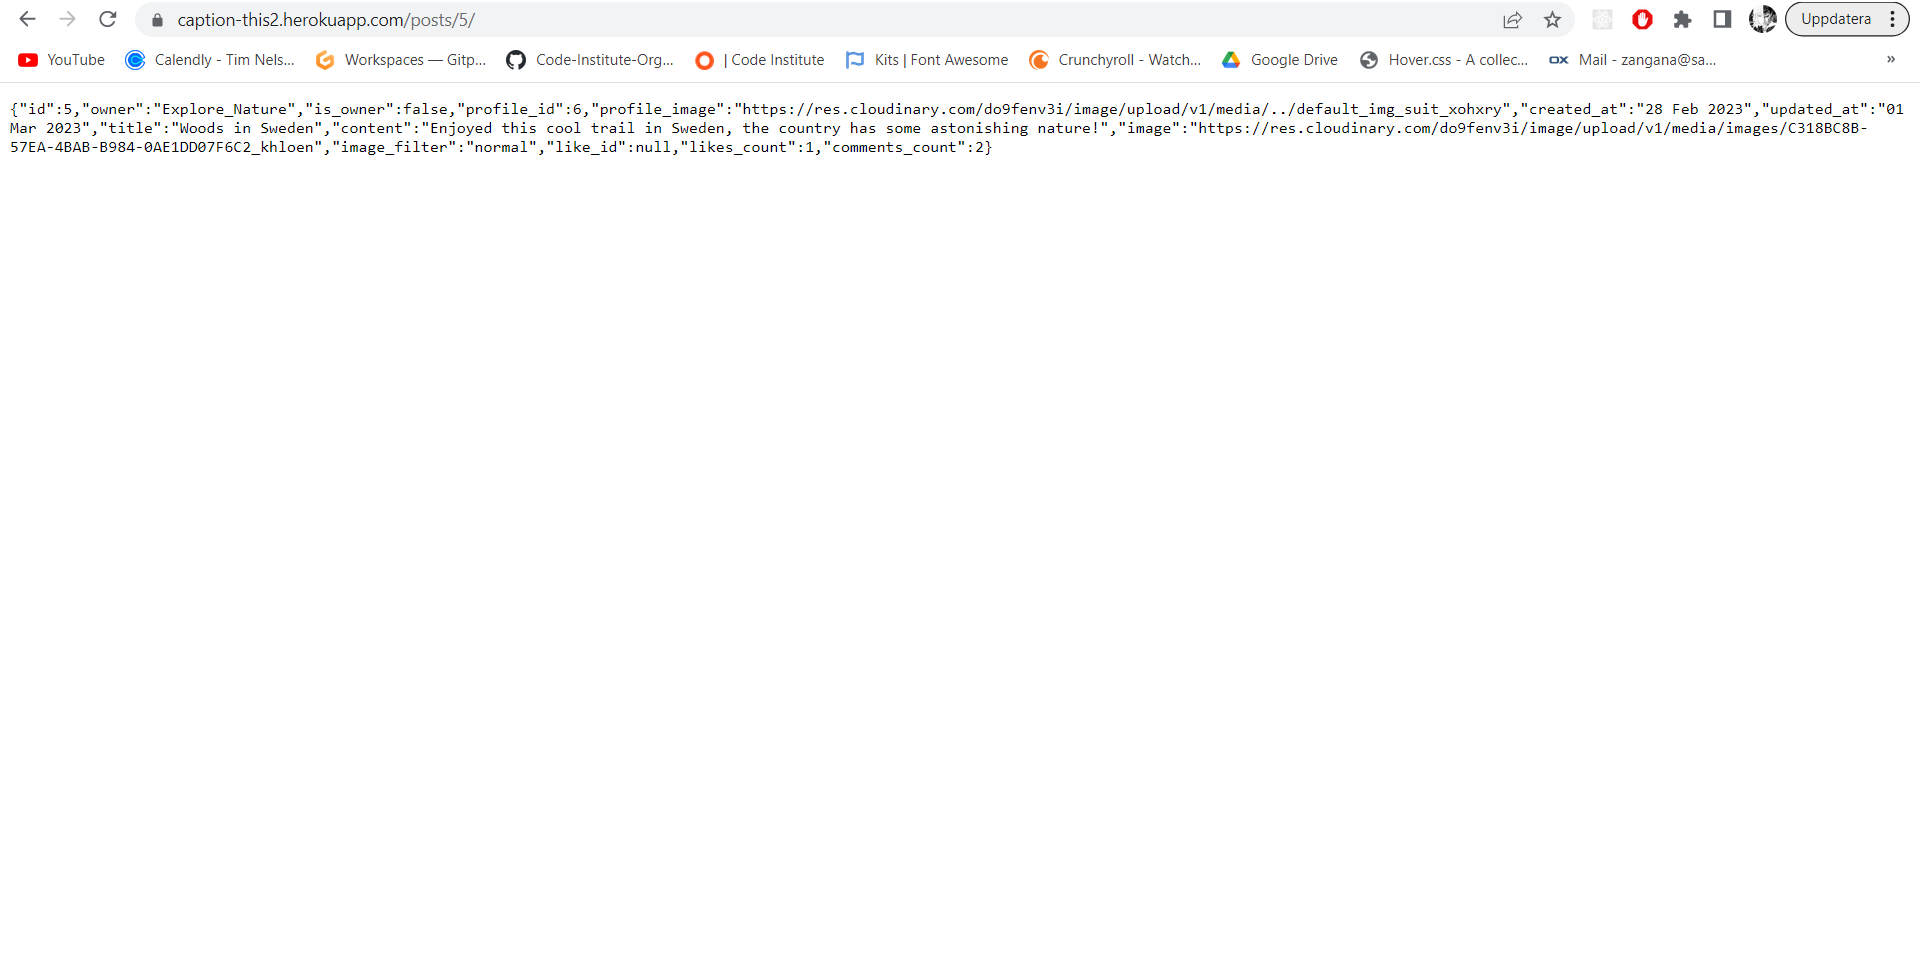 caption-this2.herokuapp.com/posts/5/
Uppdatera
YouTube
Calendly - Tim Nels...
Workspaces — Gitp...
Code-Institute-Org...
| Code Institute
Kits | Font Awesome
Crunchyroll - Watch...
Google Drive
Hover.css - A collec...
OX Mail - zangana@sa...
»
{"id":5,"owner":"Explore_Nature","is_owner":false,"profile_id":6,"profile_image":"https://res.cloudinary.com/do9fenv3i/image/upload/v1/media/../default_img_suit_xohxry","created_at":"28 Feb 2023","updated_at":"01
Mar 2023","title":"Woods in Sweden","content":"Enjoyed this cool trail in Sweden, the country has some astonishing nature!","image":"https://res.cloudinary.com/do9fenv3i/image/upload/v1/media/images/C318BC8B-
57EA-4BAB-B984-0AE1DD07F6C2_khloen","image_filter":"normal","like_id":null,"likes_count":1,"comments_count":2}